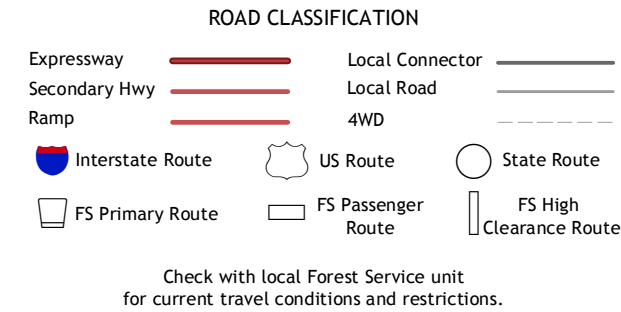 ROAD CLASSIFICATION
Expressway
Local Connector
Secondary Hwy
Local Road
Ramp
4WD
Interstate Route
US Route
State Route
FS Primary Route
FS Passenger
Route
FS High
Clearance Route
Check with local Forest Service unit
for current travel conditions and restrictions.